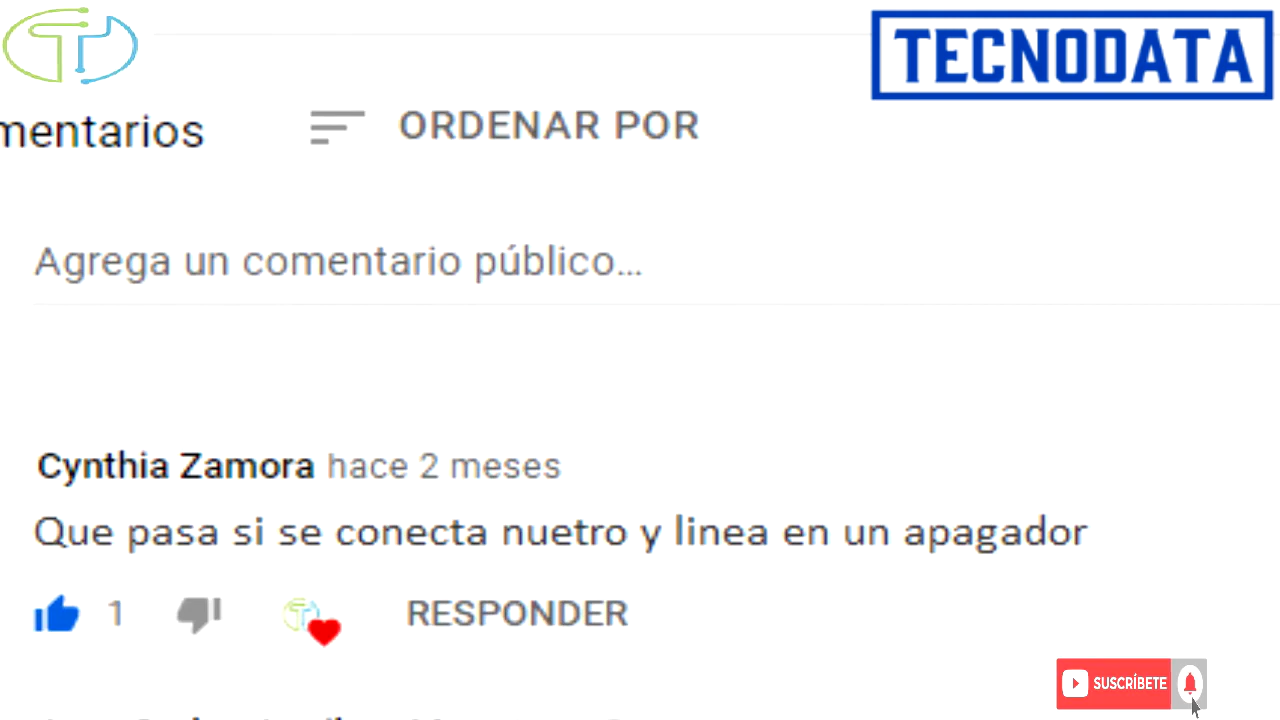 TECNODATA
mentarios
ORDENAR POR
Agrega un comentario público...
Cynthia Zamora hace 2 meses
Que pasa si se conecta nuetro y linea en un apagador
1
RESPONDER
SUSCRÍBETE